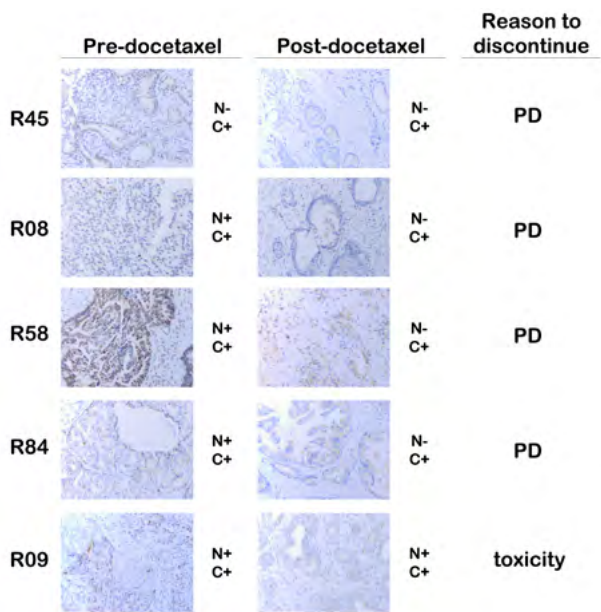 Reason to
Pre-docetaxel Post-docetaxel discontinue
R45 N- N- PD
C+ C+
R08 N+ N- PD
C+ C+
R58 N+ N- PD
C+ C+
R84 N+ N- PD
C+ C+
R09 N+ N+ toxicity
C+ C+